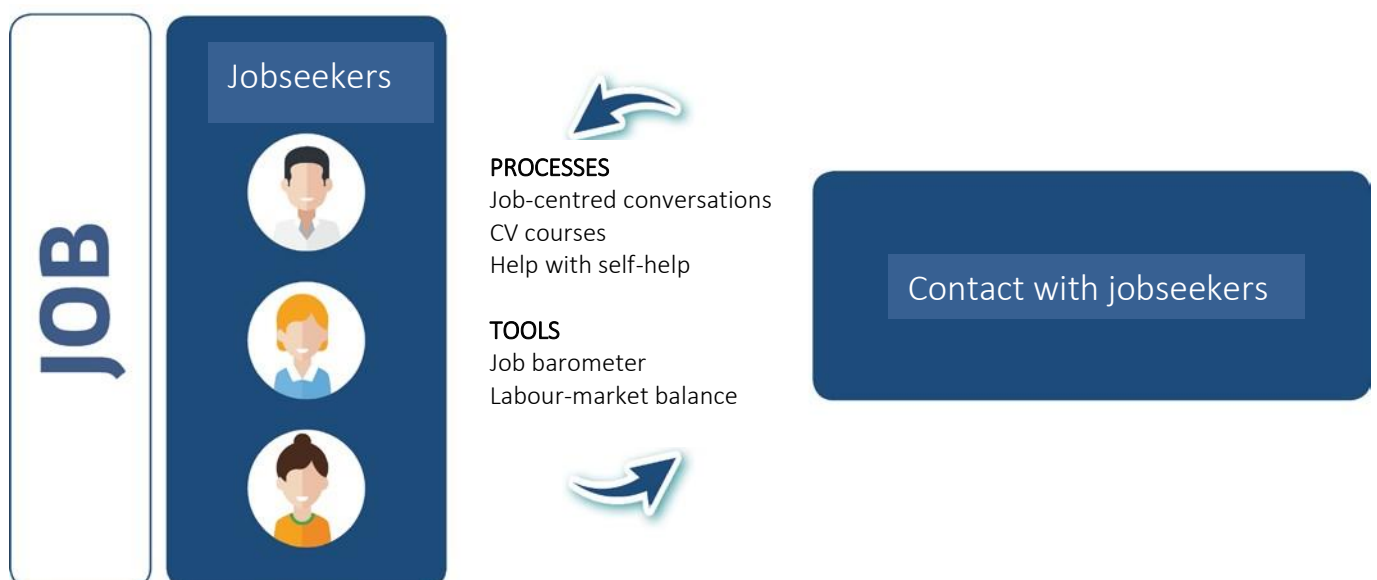 JOB
Jobseekers
PROCESSES
Job-centred conversations
CV courses
Help with self-help
TOOLS
Job barometer
Labour-market balance
Contact with jobseekers